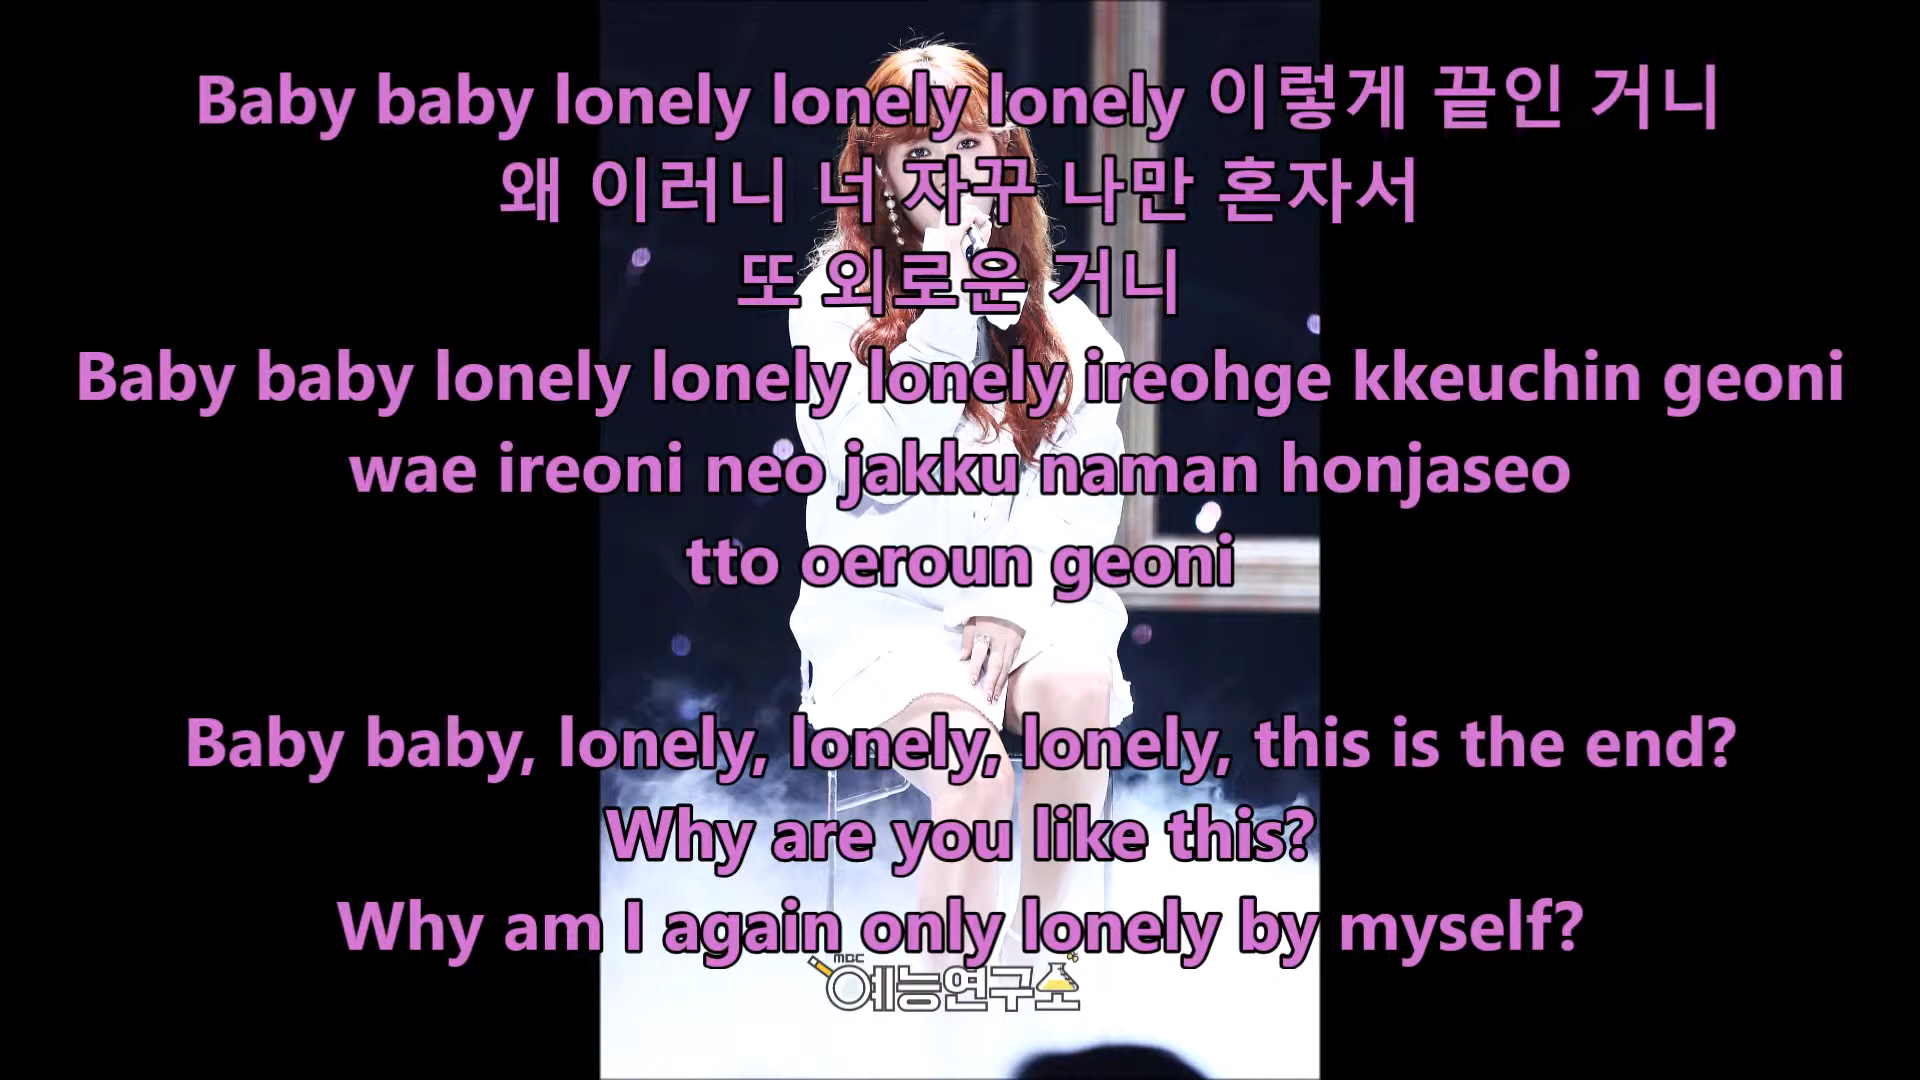 Baby baby lonely lonely lonely 이렇게 끝인 거니
왜 이러니 너 자꾸 나만 혼자서
또 외로운 거니
Baby baby lonely lonely lonely ireohge kkeuchin geoni
wae ireoni neo jakku naman honjaseo
tto oeroun geoni
Baby baby, lonely, lonely, lonely, this is the end?
Why are you like this?
Why am I again only lonely by myself?
MBC
예능연구소